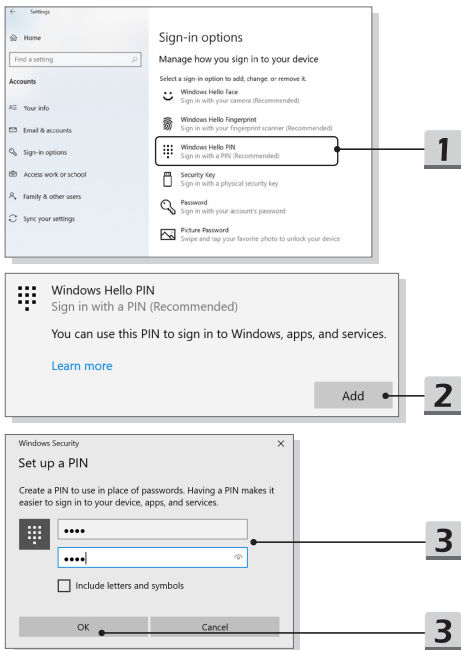 Settings
Home
Sign-in options
Find a setting
Manage how you sign in to your device
Accounts
Select a sign-in option to add, change, or remove it.
Windows Hello Face
Sign in with your camera (Recommended)
Your info
Windows Hello Fingerprint
Sign in with your fingerprint scanner (Recommended)
Email & accounts
Windows Hello PIN
Sign in with a PIN (Recommended)
1
Sign-in options
Access work or school
Security Key
Sign in with a physical security key
Family & other users
Password
Sign in with your account's password
Sync your settings
Picture Password
Swipe and tap your favorite photo to unlock your device
Windows Hello PIN
Sign in with a PIN (Recommended)
You can use this PIN to sign in to Windows, apps, and services.
Learn more
Add
2
Windows Security
Set up a PIN
Create a PIN to use in place of passwords. Having a PIN makes it
easier to sign in to your device, apps, and services.
3
Include letters and symbols
OK
Cancel
3